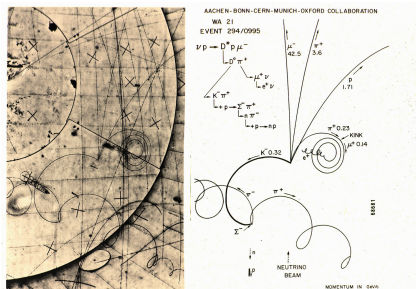 AACHEN-BONN-CERN-MUNICH-OXFORD COLLABORATION
WA 21
EVENT 294/0995
νp → D*pμ⁻
D°π⁺
μ⁺ν
e⁺ν
K⁻π⁺
+p → Σ⁻π⁺
nπ⁻
+p → np
μ⁻
42.5
π⁺
3.6
p
1.71
π⁺0.23
KINK
μ⁺0.14
e⁺
K⁻0.32
π⁻
π⁺
Σ⁻
n
p
NEUTRINO
BEAM
MOMENTUM IN GeV/c